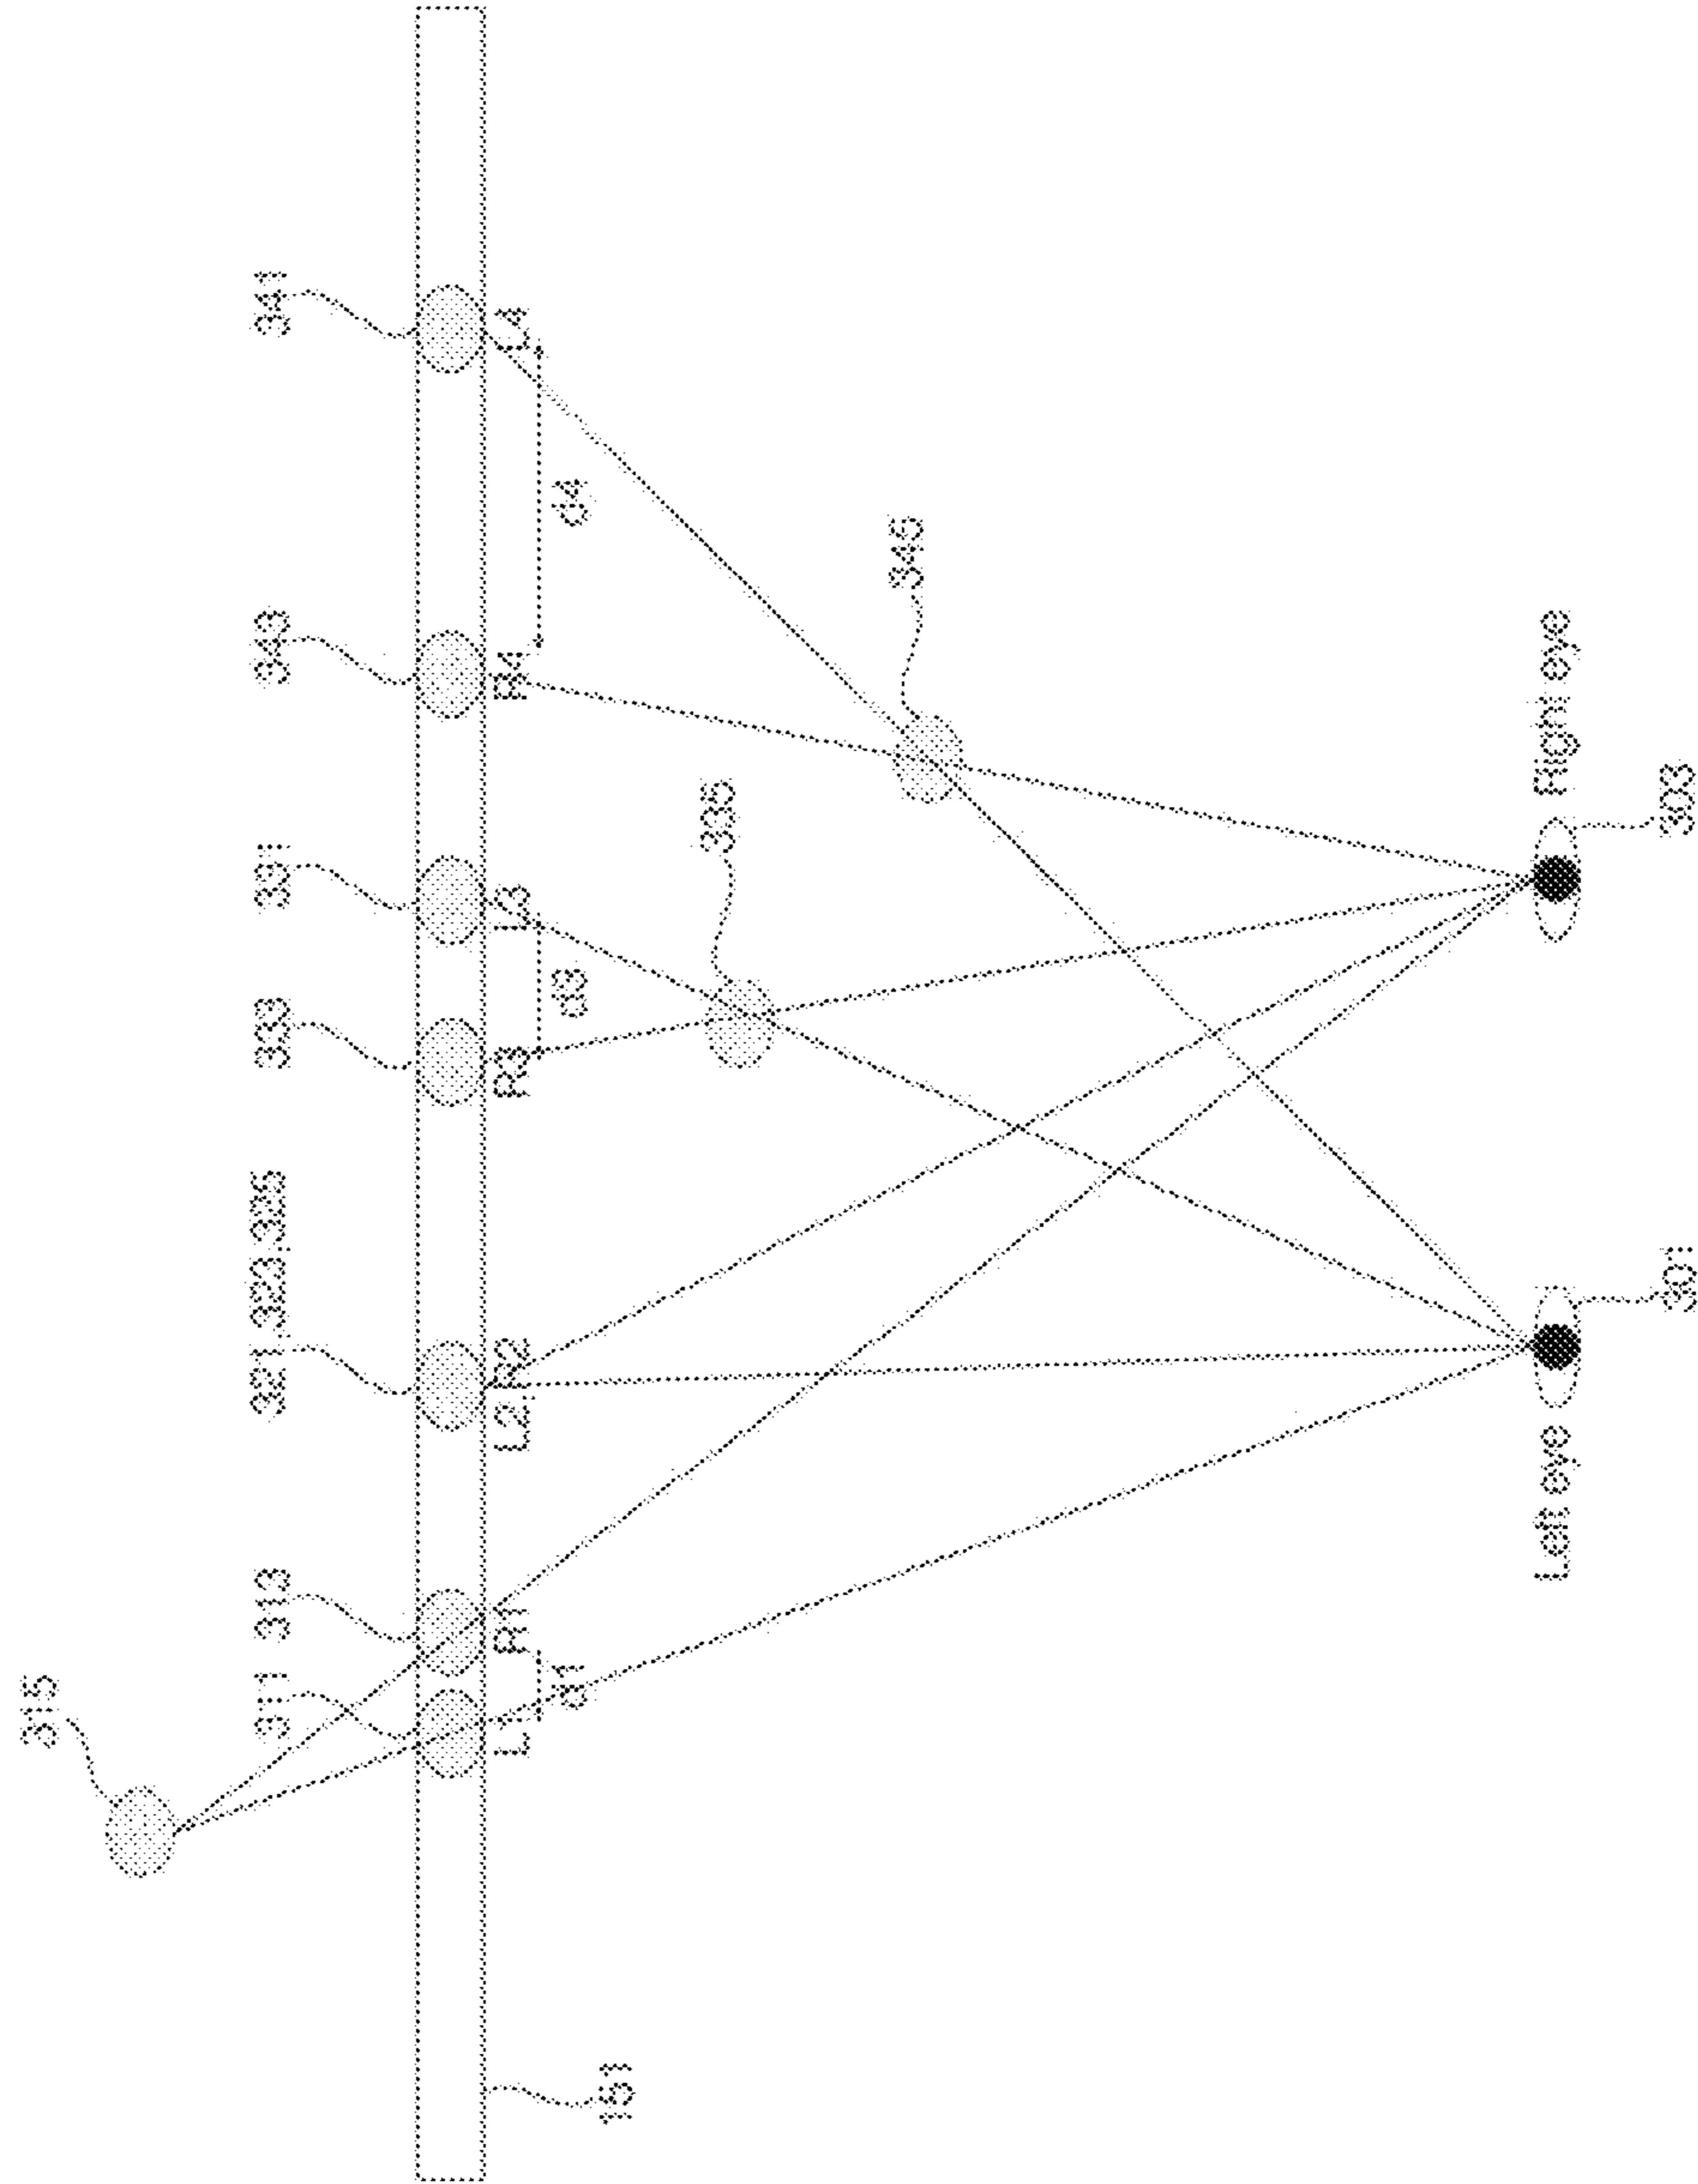 315
311
313
321,323,325
333
331
343
341
L1
R1
L2,R2
R3
L3
R4
L4
d1
d3
d4
151
335
345
Left eye
Right eye
301
303